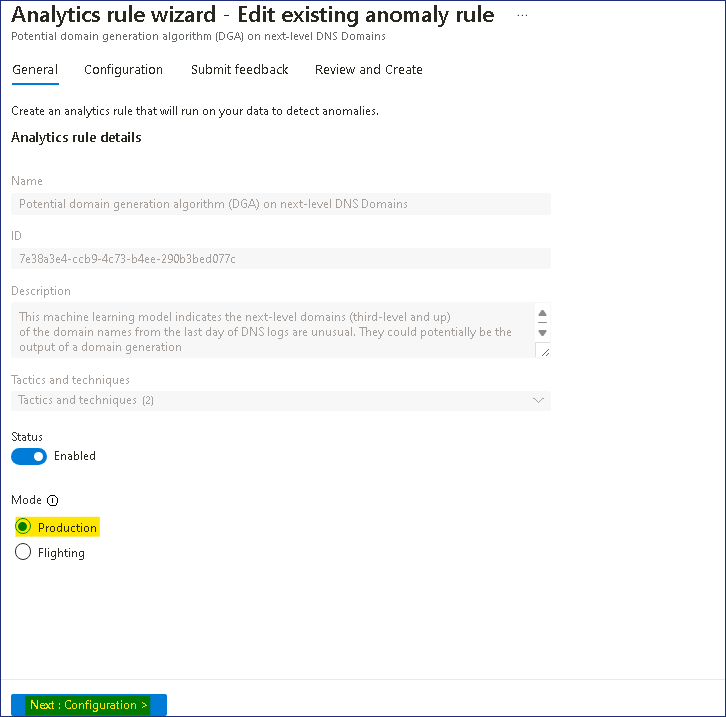 Analytics rule wizard - Edit existing anomaly rule ...
Potential domain generation algorithm (DGA) on next-level DNS Domains
General Configuration Submit feedback Review and Create
Create an analytics rule that will run on your data to detect anomalies.
Analytics rule details
Name
Potential domain generation algorithm (DGA) on next-level DNS Domains
ID
7e38a3e4-ccb9-4c73-b4ee-290b3bed077c
Description
This machine learning model indicates the next-level domains (third-level and up)
of the domain names from the last day of DNS logs are unusual. They could potentially be the
output of a domain generation
Tactics and techniques
Tactics and techniques (2)
Status
Enabled
Mode
Production
Flighting
Next : Configuration >